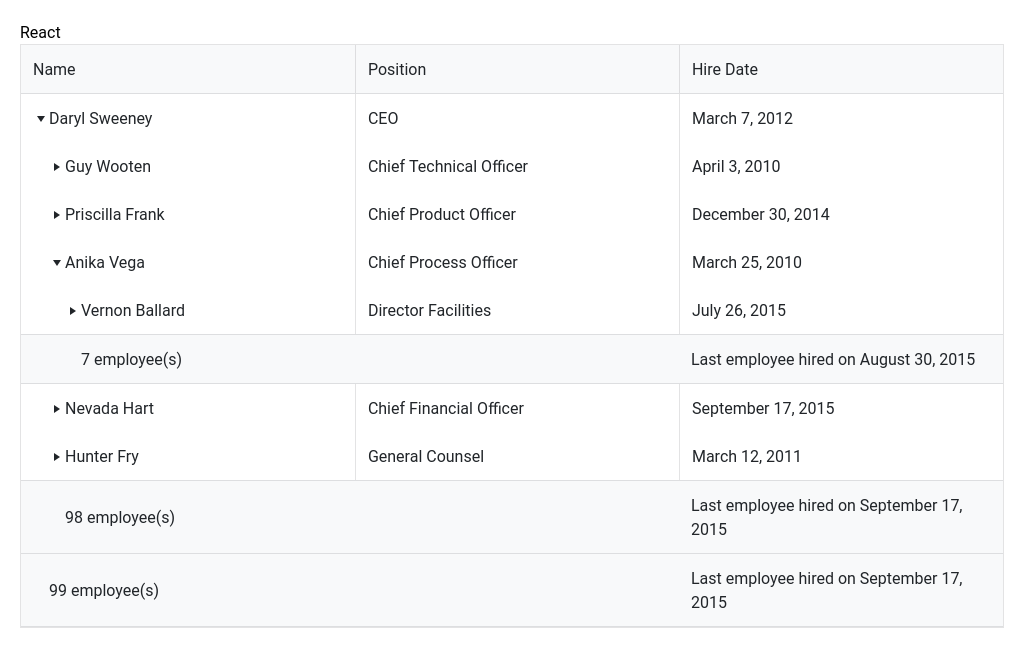 React
Name Position Hire Date
Daryl Sweeney CEO March 7, 2012
Guy Wooten Chief Technical Officer April 3, 2010
Priscilla Frank Chief Product Officer December 30, 2014
Anika Vega Chief Process Officer March 25, 2010
Vernon Ballard Director Facilities July 26, 2015
7 employee(s) Last employee hired on August 30, 2015
Nevada Hart Chief Financial Officer September 17, 2015
Hunter Fry General Counsel March 12, 2011
98 employee(s) Last employee hired on September 17,
2015
99 employee(s) Last employee hired on September 17,
2015